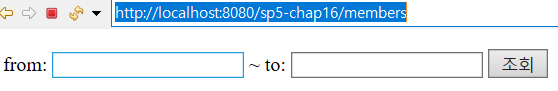 http://localhost:8080/sp5-chap16/members
from: ~ to: 조회